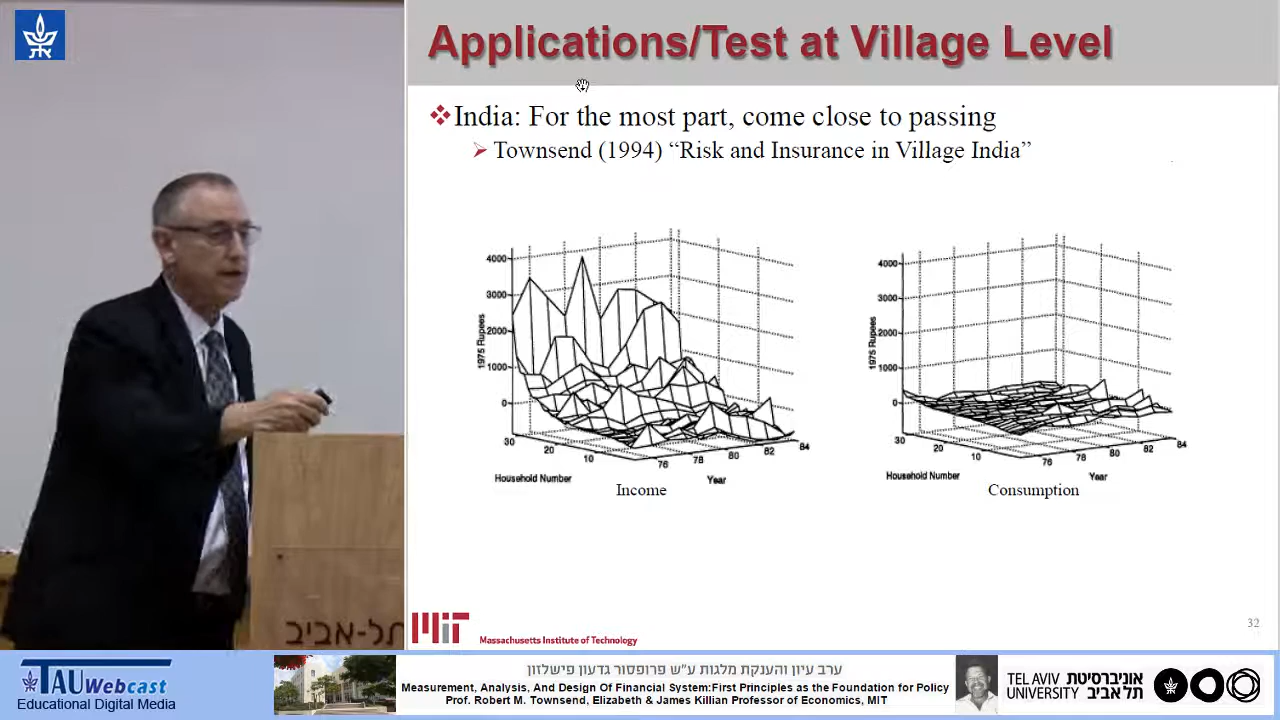 Applications/Test at Village Level
India: For the most part, come close to passing
Townsend (1994) “Risk and Insurance in Village India”
4000
3000
2000
1000
0
1975 Rupees
30
20
10
Household Number
76
78
80
82
84
Year
Income
4000
3000
2000
1000
0
1975 Rupees
30
20
10
Household Number
76
78
80
82
84
Year
Consumption
תל-אביב
MIT
Massachusetts Institute of Technology
32
TAU Webcast
Educational Digital Media
ערב עיון והענקת מלגות ע״ש פרופסור גדעון פישלזון
Measurement, Analysis, And Design Of Financial System:First Principles as the Foundation for Policy
Prof. Robert M. Townsend, Elizabeth & James Killian Professor of Economics, MIT
TEL AVIV אוניברסיטת
UNIVERSITY תל אביב